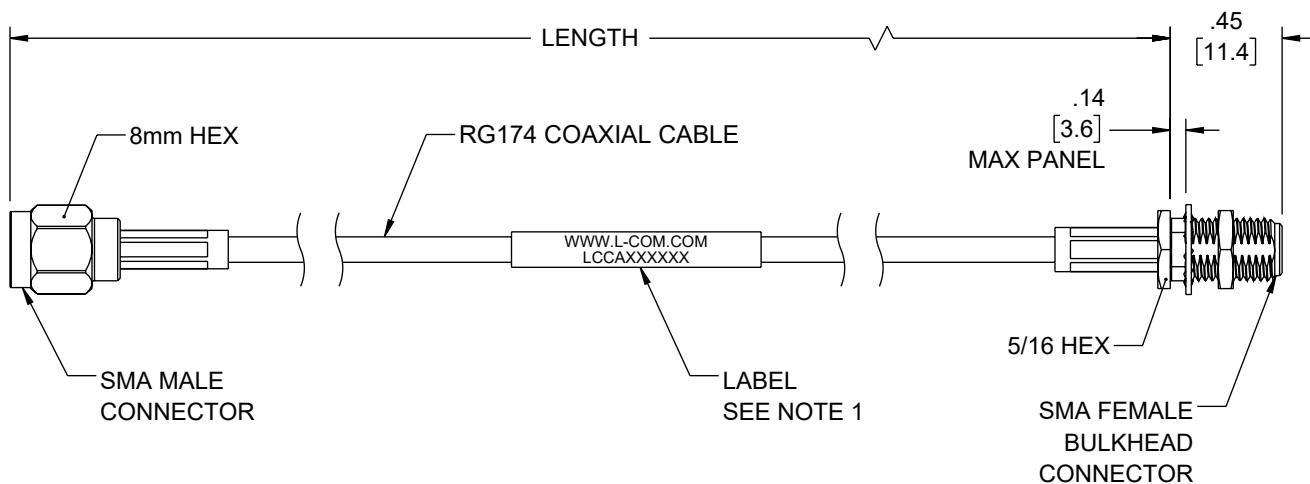 LENGTH
.45
[11.4]
.14
[3.6]
MAX PANEL
8mm HEX
RG174 COAXIAL CABLE
WWW.L-COM.COM
LCCAXXXXXX
5/16 HEX
SMA MALE
CONNECTOR
LABEL
SEE NOTE 1
SMA FEMALE
BULKHEAD
CONNECTOR